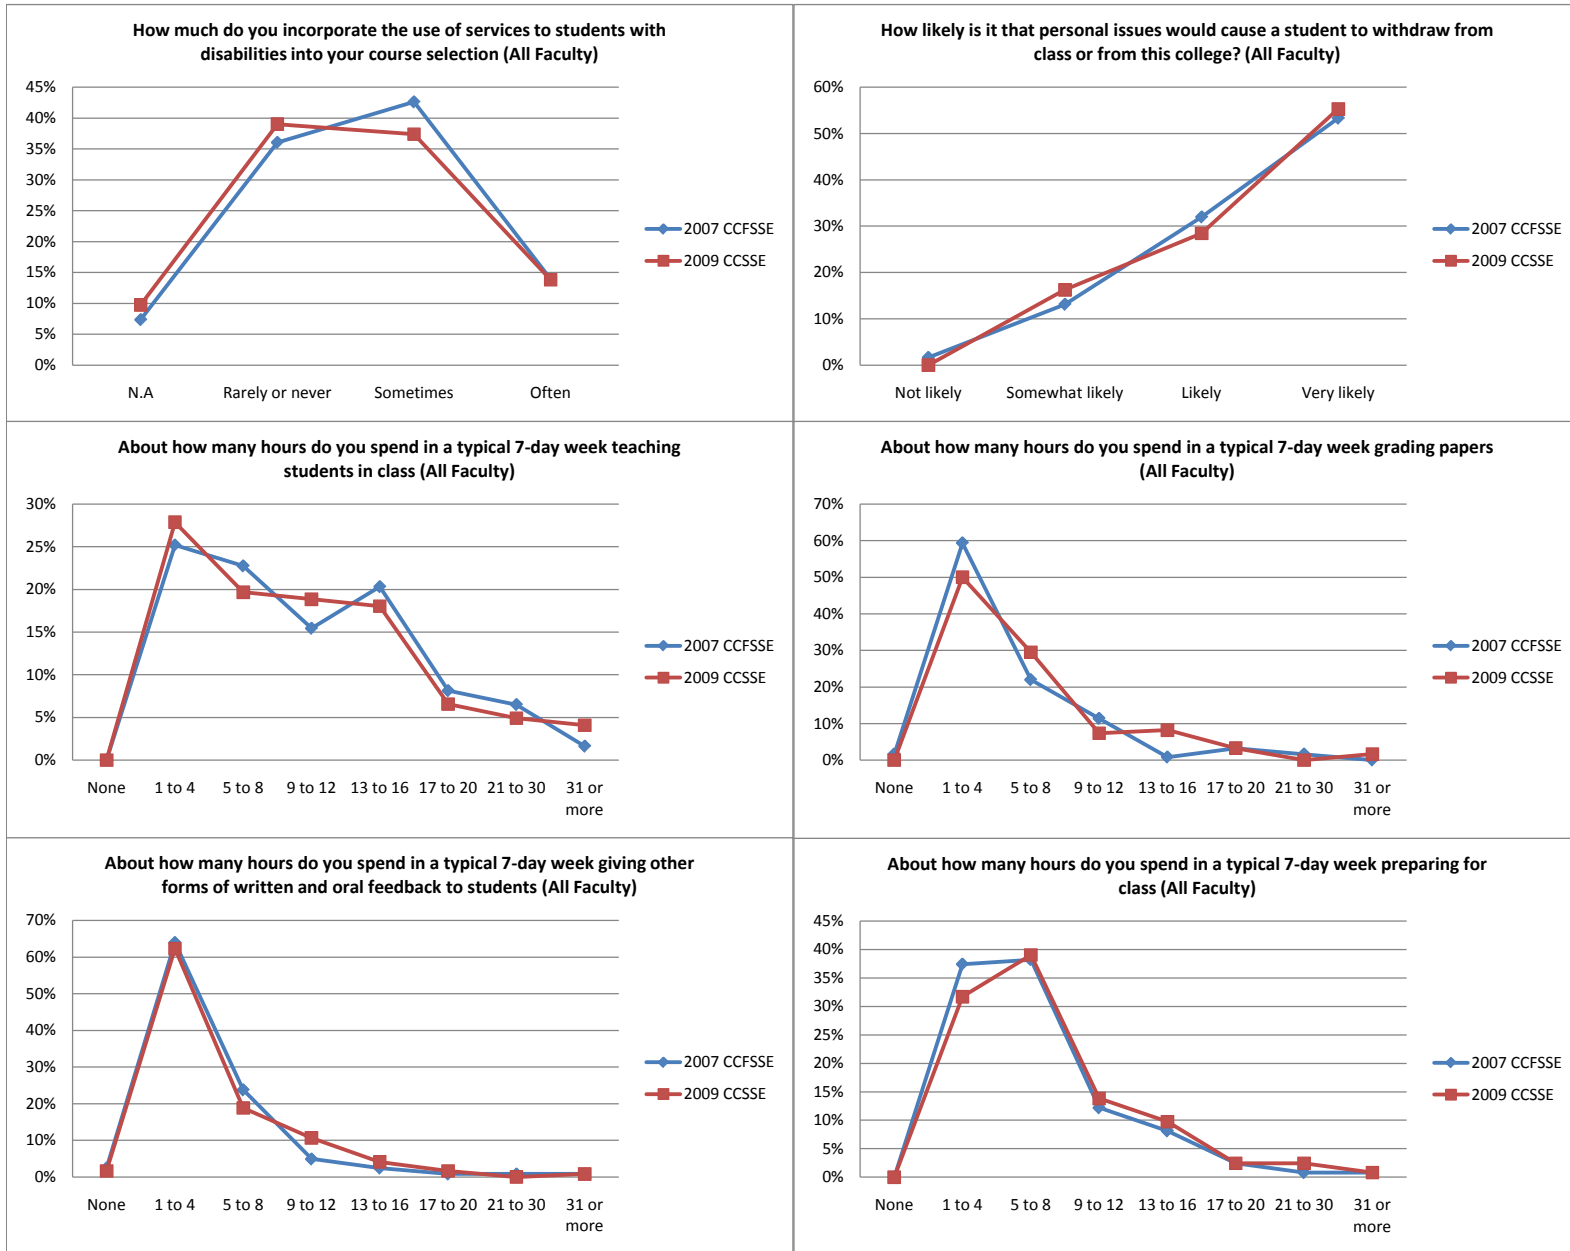 How much do you incorporate the use of services to students with
disabilities into your course selection (All Faculty)
45%
40%
35%
30%
25%
20%
15%
10%
5%
0%
N.A
Rarely or never
Sometimes
Often
2007 CCFSSE
2009 CCSSE
How likely is it that personal issues would cause a student to withdraw from
class or from this college? (All Faculty)
60%
50%
40%
30%
20%
10%
0%
Not likely
Somewhat likely
Likely
Very likely
2007 CCFSSE
2009 CCSSE
About how many hours do you spend in a typical 7-day week teaching
students in class (All Faculty)
30%
25%
20%
15%
10%
5%
0%
None
1 to 4
5 to 8
9 to 12
13 to 16
17 to 20
21 to 30
31 or
more
2007 CCFSSE
2009 CCSSE
About how many hours do you spend in a typical 7-day week grading papers
(All Faculty)
70%
60%
50%
40%
30%
20%
10%
0%
None
1 to 4
5 to 8
9 to 12
13 to 16
17 to 20
21 to 30
31 or
more
2007 CCFSSE
2009 CCSSE
About how many hours do you spend in a typical 7-day week giving other
forms of written and oral feedback to students (All Faculty)
70%
60%
50%
40%
30%
20%
10%
0%
None
1 to 4
5 to 8
9 to 12
13 to 16
17 to 20
21 to 30
31 or
more
2007 CCFSSE
2009 CCSSE
About how many hours do you spend in a typical 7-day week preparing for
class (All Faculty)
45%
40%
35%
30%
25%
20%
15%
10%
5%
0%
None
1 to 4
5 to 8
9 to 12
13 to 16
17 to 20
21 to 30
31 or
more
2007 CCFSSE
2009 CCSSE